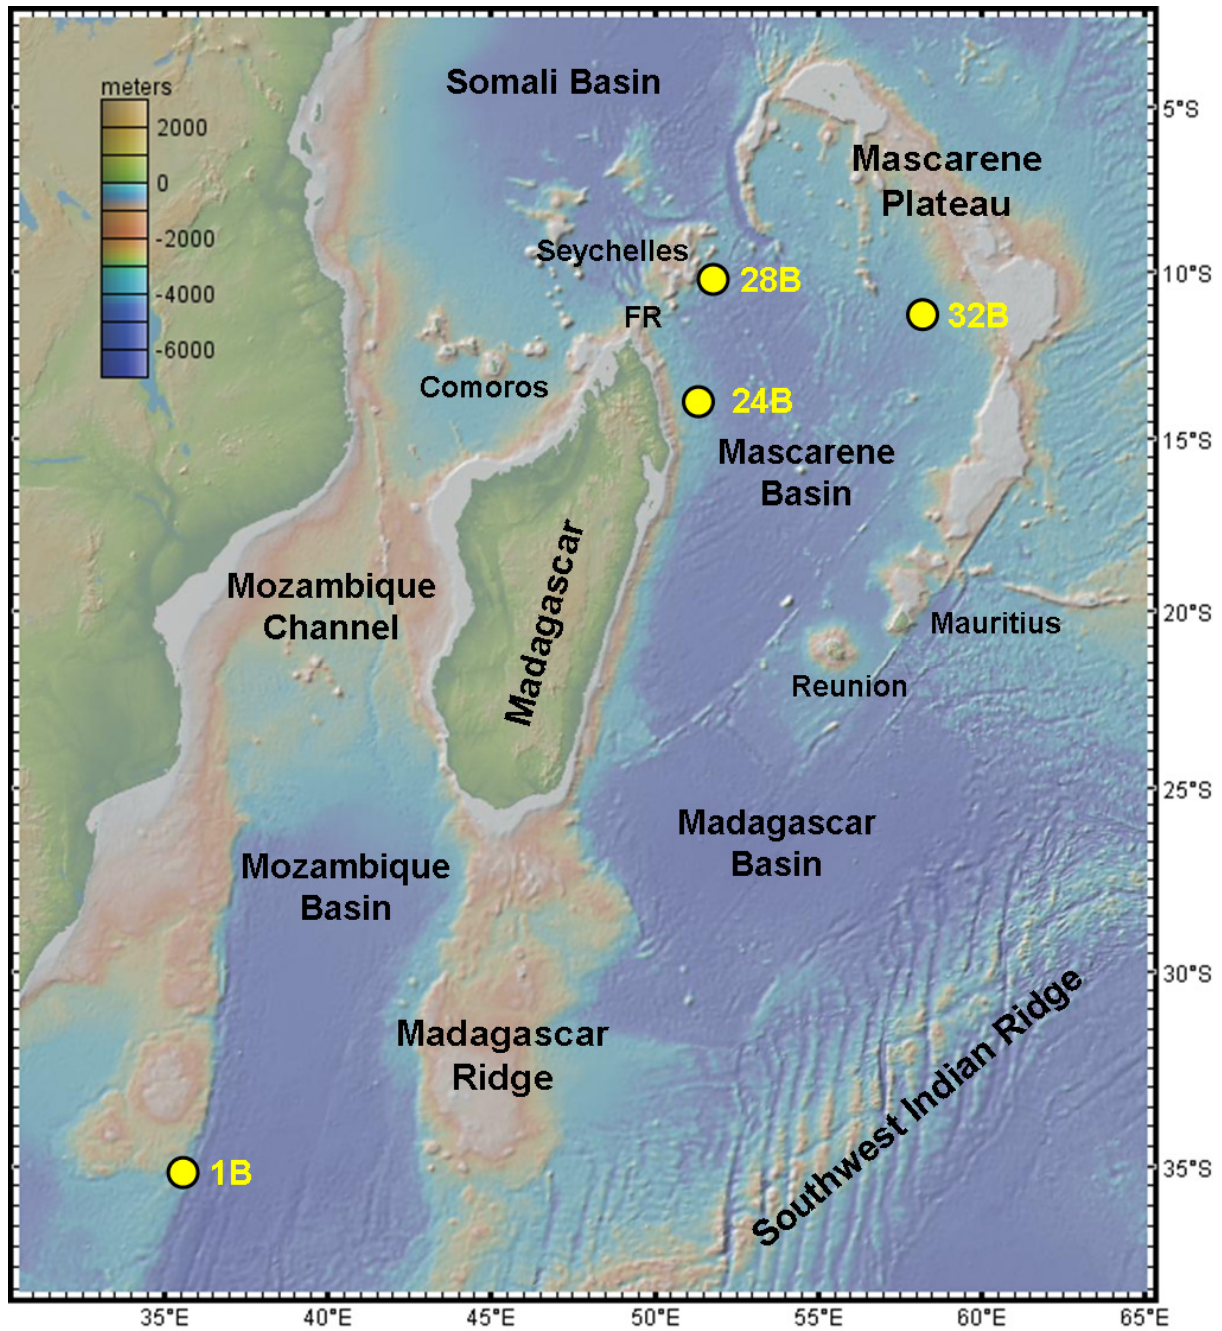 Somali Basin
meters
2000
0
-2000
-4000
-6000
5°S
Mascarene
Plateau
Seychelles
28B
10°S
FR
32B
Comoros
24B
Mascarene
Basin
15°S
Madagascar
Mozambique
Channel
20°S
Mauritius
Reunion
25°S
Madagascar
Basin
Mozambique
Basin
30°S
Madagascar
Ridge
Southwest Indian Ridge
1B
35°S
35°E
40°E
45°E
50°E
55°E
60°E
65°E